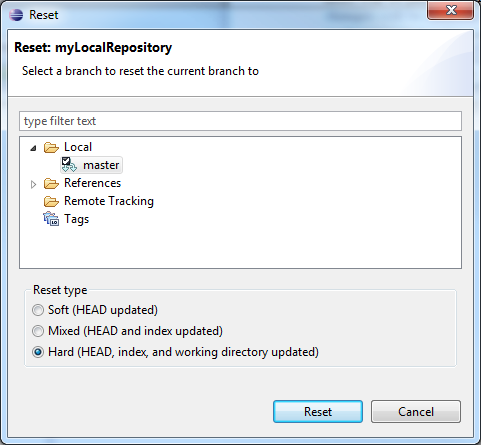 Reset
Reset: myLocalRepository
Select a branch to reset the current branch to
type filter text
Local
master
References
Remote Tracking
Tags
Reset type
Soft (HEAD updated)
Mixed (HEAD and index updated)
Hard (HEAD, index, and working directory updated)
Reset Cancel